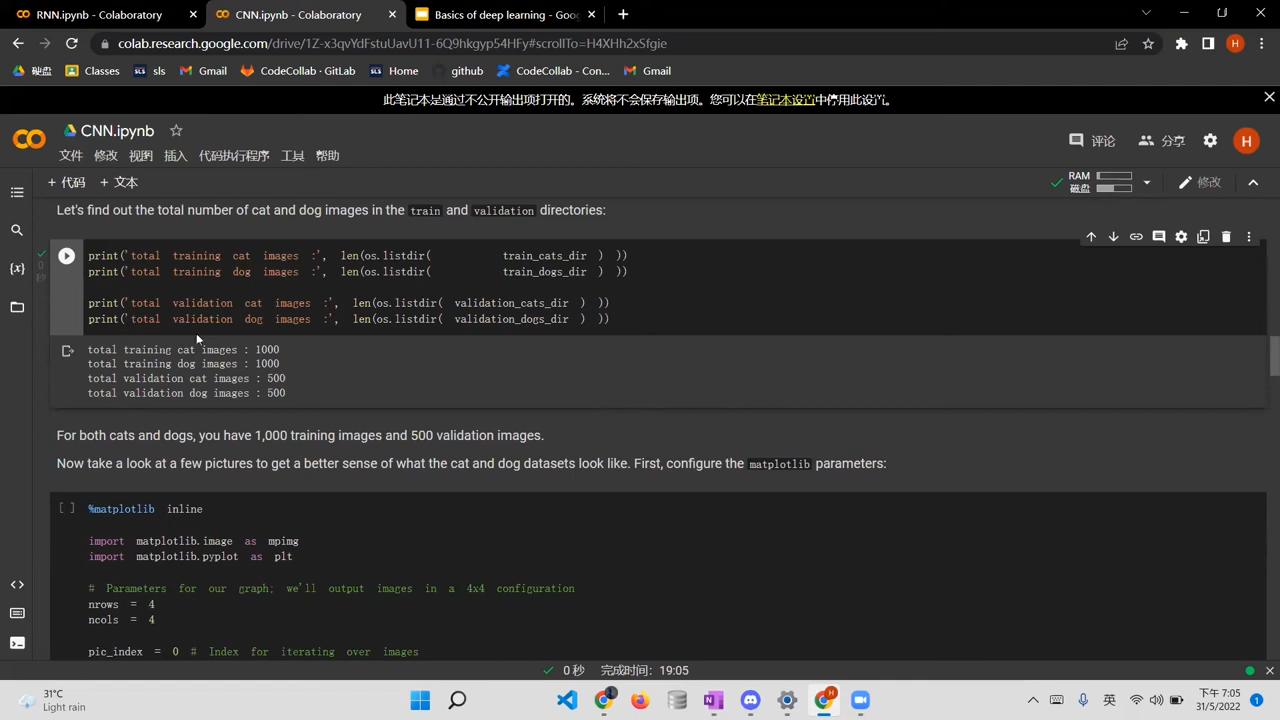 RNN.ipynb - Colaboratory
CNN.ipynb - Colaboratory
Basics of deep learning - Goo
colab.research.google.com/drive/1Z-x3qvYdFstuUavU11-6Q9hkgyp54HFy#scrollTo=H4XHh2xSfgie
硬盘 Classes sls Gmail CodeCollab · GitLab Home github CodeCollab - Con... Gmail
此笔记本是通过不公开输出项打开的。系统将不会保存输出项。您可以在笔记本设置中停用此设置。
CNN.ipynb
评论 分享 H
文件 修改 视图 插入 代码执行程序 工具 帮助
+ 代码 + 文本
RAM
磁盘
修改
Let's find out the total number of cat and dog images in the train and validation directories:
print('total training cat images :', len(os.listdir( train_cats_dir ) ))
print('total training dog images :', len(os.listdir( train_dogs_dir ) ))
print('total validation cat images :', len(os.listdir( validation_cats_dir ) ))
print('total validation dog images :', len(os.listdir( validation_dogs_dir ) ))
total training cat images : 1000
total training dog images : 1000
total validation cat images : 500
total validation dog images : 500
For both cats and dogs, you have 1,000 training images and 500 validation images.
Now take a look at a few pictures to get a better sense of what the cat and dog datasets look like. First, configure the matplotlib parameters:
[ ] %matplotlib inline
import matplotlib.image as mpimg
import matplotlib.pyplot as plt
# Parameters for our graph; we'll output images in a 4x4 configuration
nrows = 4
ncols = 4
pic_index = 0 # Index for iterating over images
0 秒 完成时间：19:05
31°C
Light rain
英
下午 7:05
31/5/2022